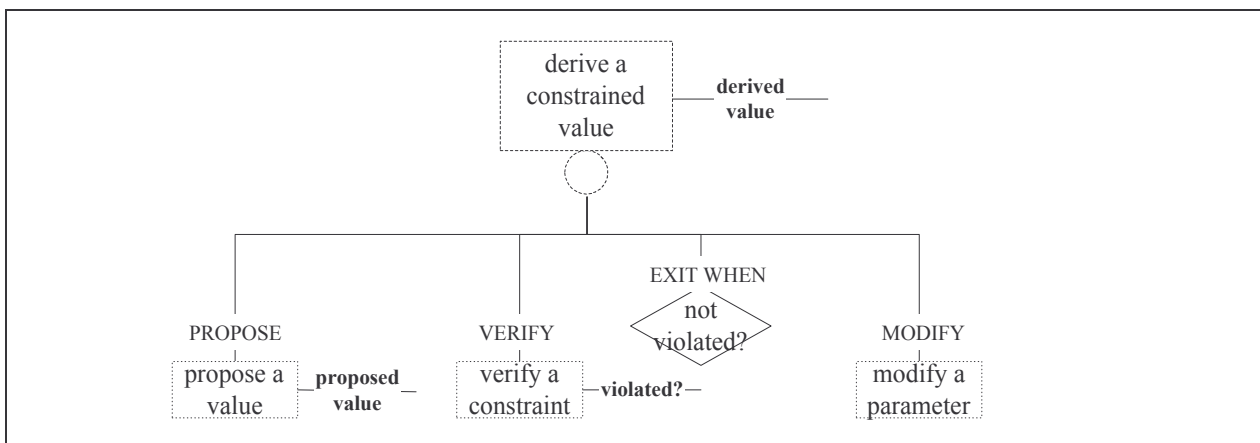 derive a
constrained
value
derived
value
EXIT WHEN
not
violated?
PROPOSE
VERIFY
MODIFY
propose a
value
proposed
value
verify a
constraint
violated?
modify a
parameter